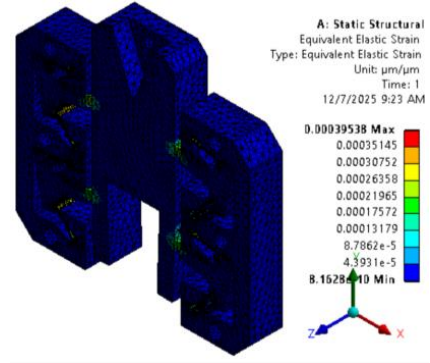 A: Static Structural
Equivalent Elastic Strain
Type: Equivalent Elastic Strain
Unit: μm/μm
Time: 1
12/7/2025 9:23 AM
0.00039538 Max
0.00035145
0.00030752
0.00026358
0.00021965
0.00017572
0.00013179
8.7862e-5
4.3931e-5
Min
Y
Z
X